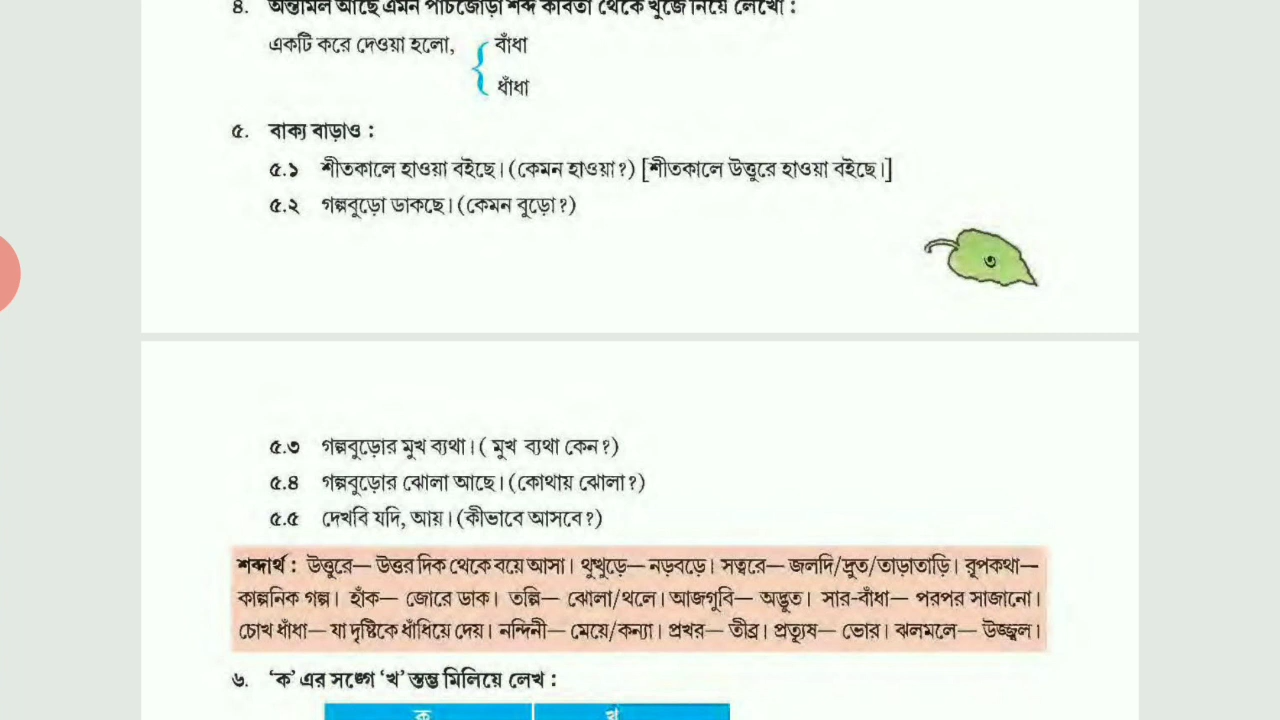 ৪. অন্ত্যমিল আছে এমন পাঁচজোড়া শব্দ কবিতা থেকে খুঁজে নিয়ে লেখো :
একটি করে দেওয়া হলো, { বাঁধা
ধাঁধা
৫. বাক্য বাড়াও :
৫.১ শীতকালে হাওয়া বইছে। (কেমন হাওয়া?) [শীতকালে উত্তুরে হাওয়া বইছে।]
৫.২ গল্পবুড়ো ডাকছে। (কেমন বুড়ো?)
৩
৫.৩ গল্পবুড়োর মুখ ব্যথা। ( মুখ ব্যথা কেন?)
৫.৪ গল্পবুড়োর ঝোলা আছে। (কোথায় ঝোলা?)
৫.৫ দেখবি যদি, আয়। (কীভাবে আসবে?)
শব্দার্থ : উত্তুরে— উত্তর দিক থেকে বয়ে আসা। থুথ্থুড়ে— নড়বড়ে। সত্বরে— জলদি/দ্রুত/তাড়াতাড়ি। রূপকথা—
কাল্পনিক গল্প। হাঁক— জোরে ডাক। তল্পি— ঝোলা/থলে। আজগুবি— অদ্ভুত। সার-বাঁধা— পরপর সাজানো।
চোখ ধাঁধা— যা দৃষ্টিকে ধাঁধিয়ে দেয়। নন্দিনী— মেয়ে/কন্যা। প্রখর— তীব্র। প্রত্যূষ— ভোর। ঝলমলে— উজ্জ্বল।
৬. ‘ক’ এর সঙ্গে ‘খ’ স্তম্ভ মিলিয়ে লেখ :
ক খ